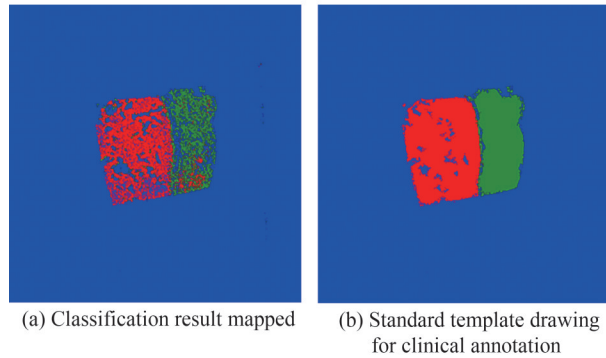 (a) Classification result mapped
(b) Standard template drawing
for clinical annotation